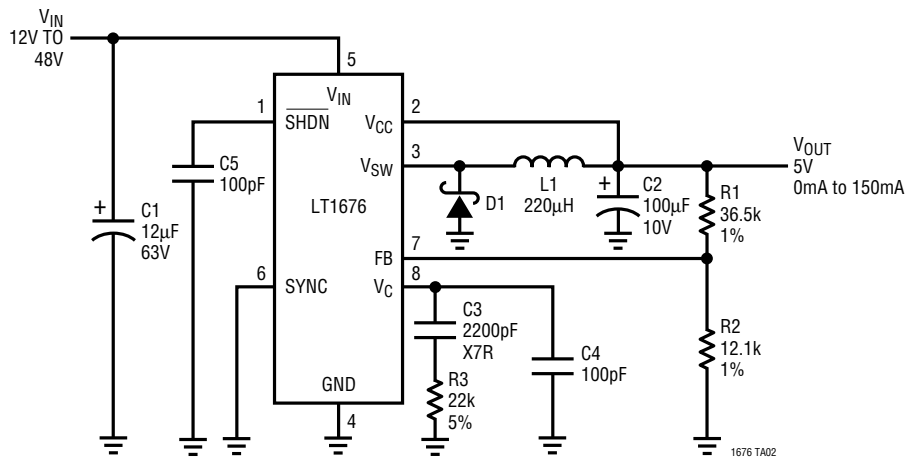 VIN
12V TO
48V
5
VIN
1
SHDN
2
VCC
3
VSW
LT1676
7
FB
8
VC
6
SYNC
GND
4
C5
100pF
+
C1
12μF
63V
D1
L1
220μH
+
C2
100μF
10V
VOUT
5V
0mA to 150mA
R1
36.5k
1%
R2
12.1k
1%
C3
2200pF
X7R
R3
22k
5%
C4
100pF
1676 TA02